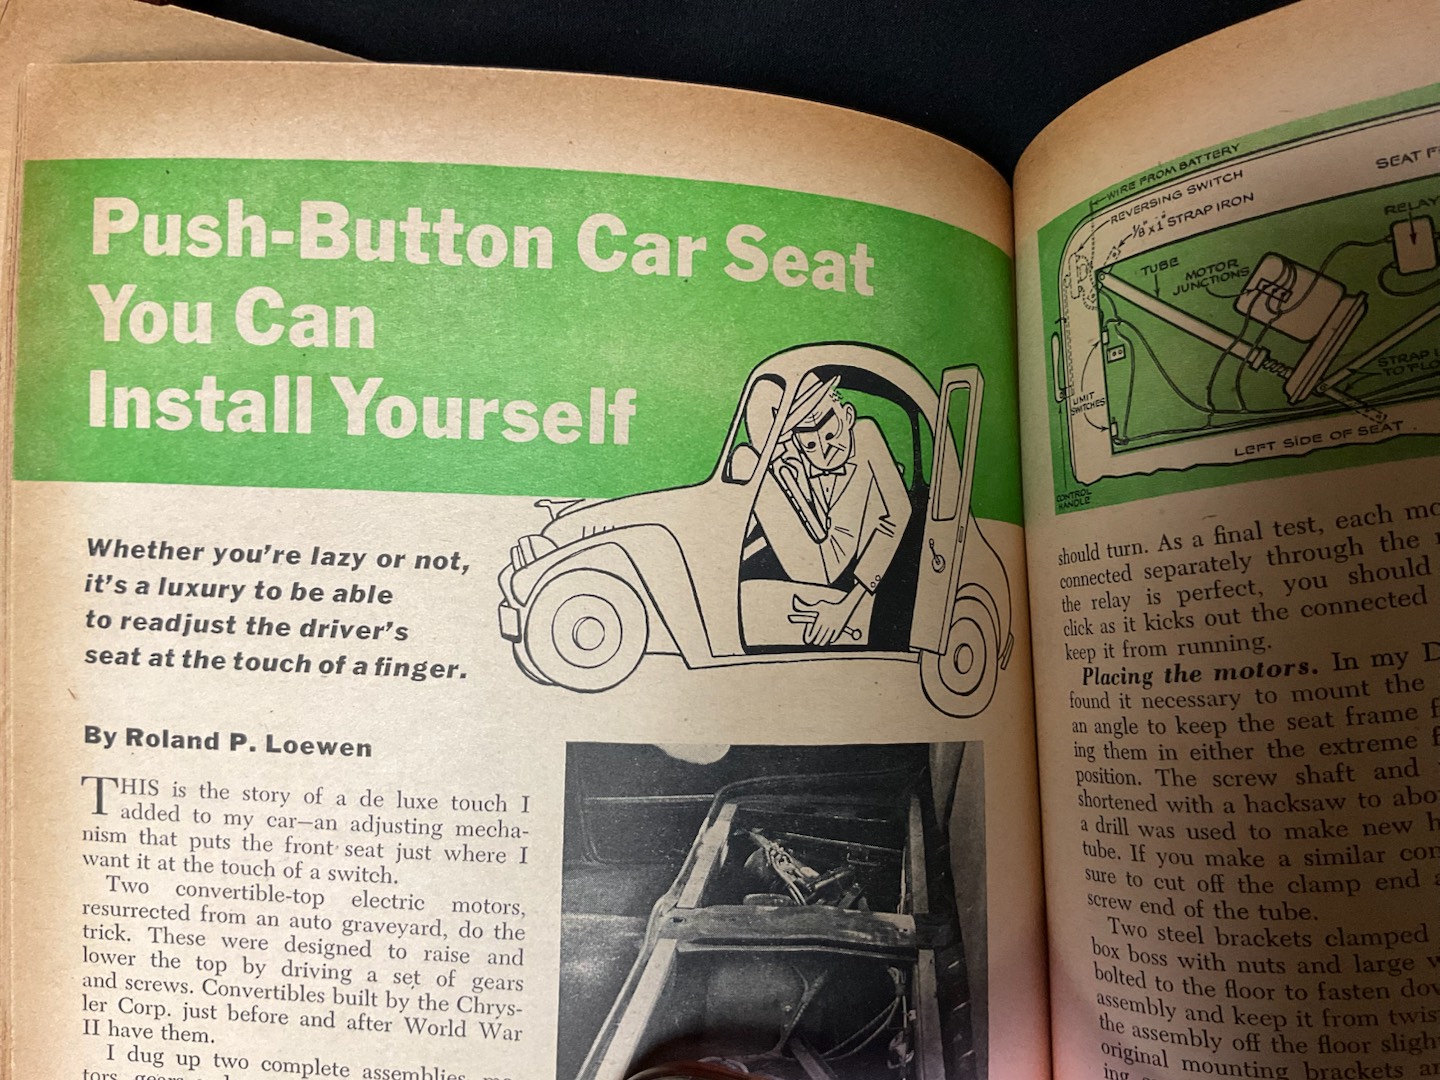 Push-Button Car Seat
You Can
Install Yourself
Whether you're lazy or not,
it's a luxury to be able
to readjust the driver's
seat at the touch of a finger.
By Roland P. Loewen
THIS is the story of a de luxe touch I
added to my car—an adjusting mecha-
nism that puts the front seat just where I
want it at the touch of a switch.
Two convertible-top electric motors,
resurrected from an auto graveyard, do the
trick. These were designed to raise and
lower the top by driving a set of gears
and screws. Convertibles built by the Chrys-
ler Corp. just before and after World War
II have them.
I dug up two complete assemblies,
WIRE FROM BATTERY
REVERSING SWITCH
1/8" x 1" STRAP IRON
SEAT
TUBE
MOTOR
JUNCTIONS
RELAY
STRAP
LIMIT
SWITCHES
LEFT SIDE OF SEAT
CONTROL
HANDLE
should turn. As a final test, each
connected separately through the
the relay is perfect, you should
click as it kicks out the connected
keep it from running.
Placing the motors. In my D
found it necessary to mount the
an angle to keep the seat frame
ing them in either the extreme
position. The screw shaft and
shortened with a hacksaw to
a drill was used to make new
tube. If you make a similar
sure to cut off the clamp end
screw end of the tube.
Two steel brackets clamped
box boss with nuts and large
bolted to the floor to fasten
assembly and keep it from
the assembly off the floor
original mounting brackets